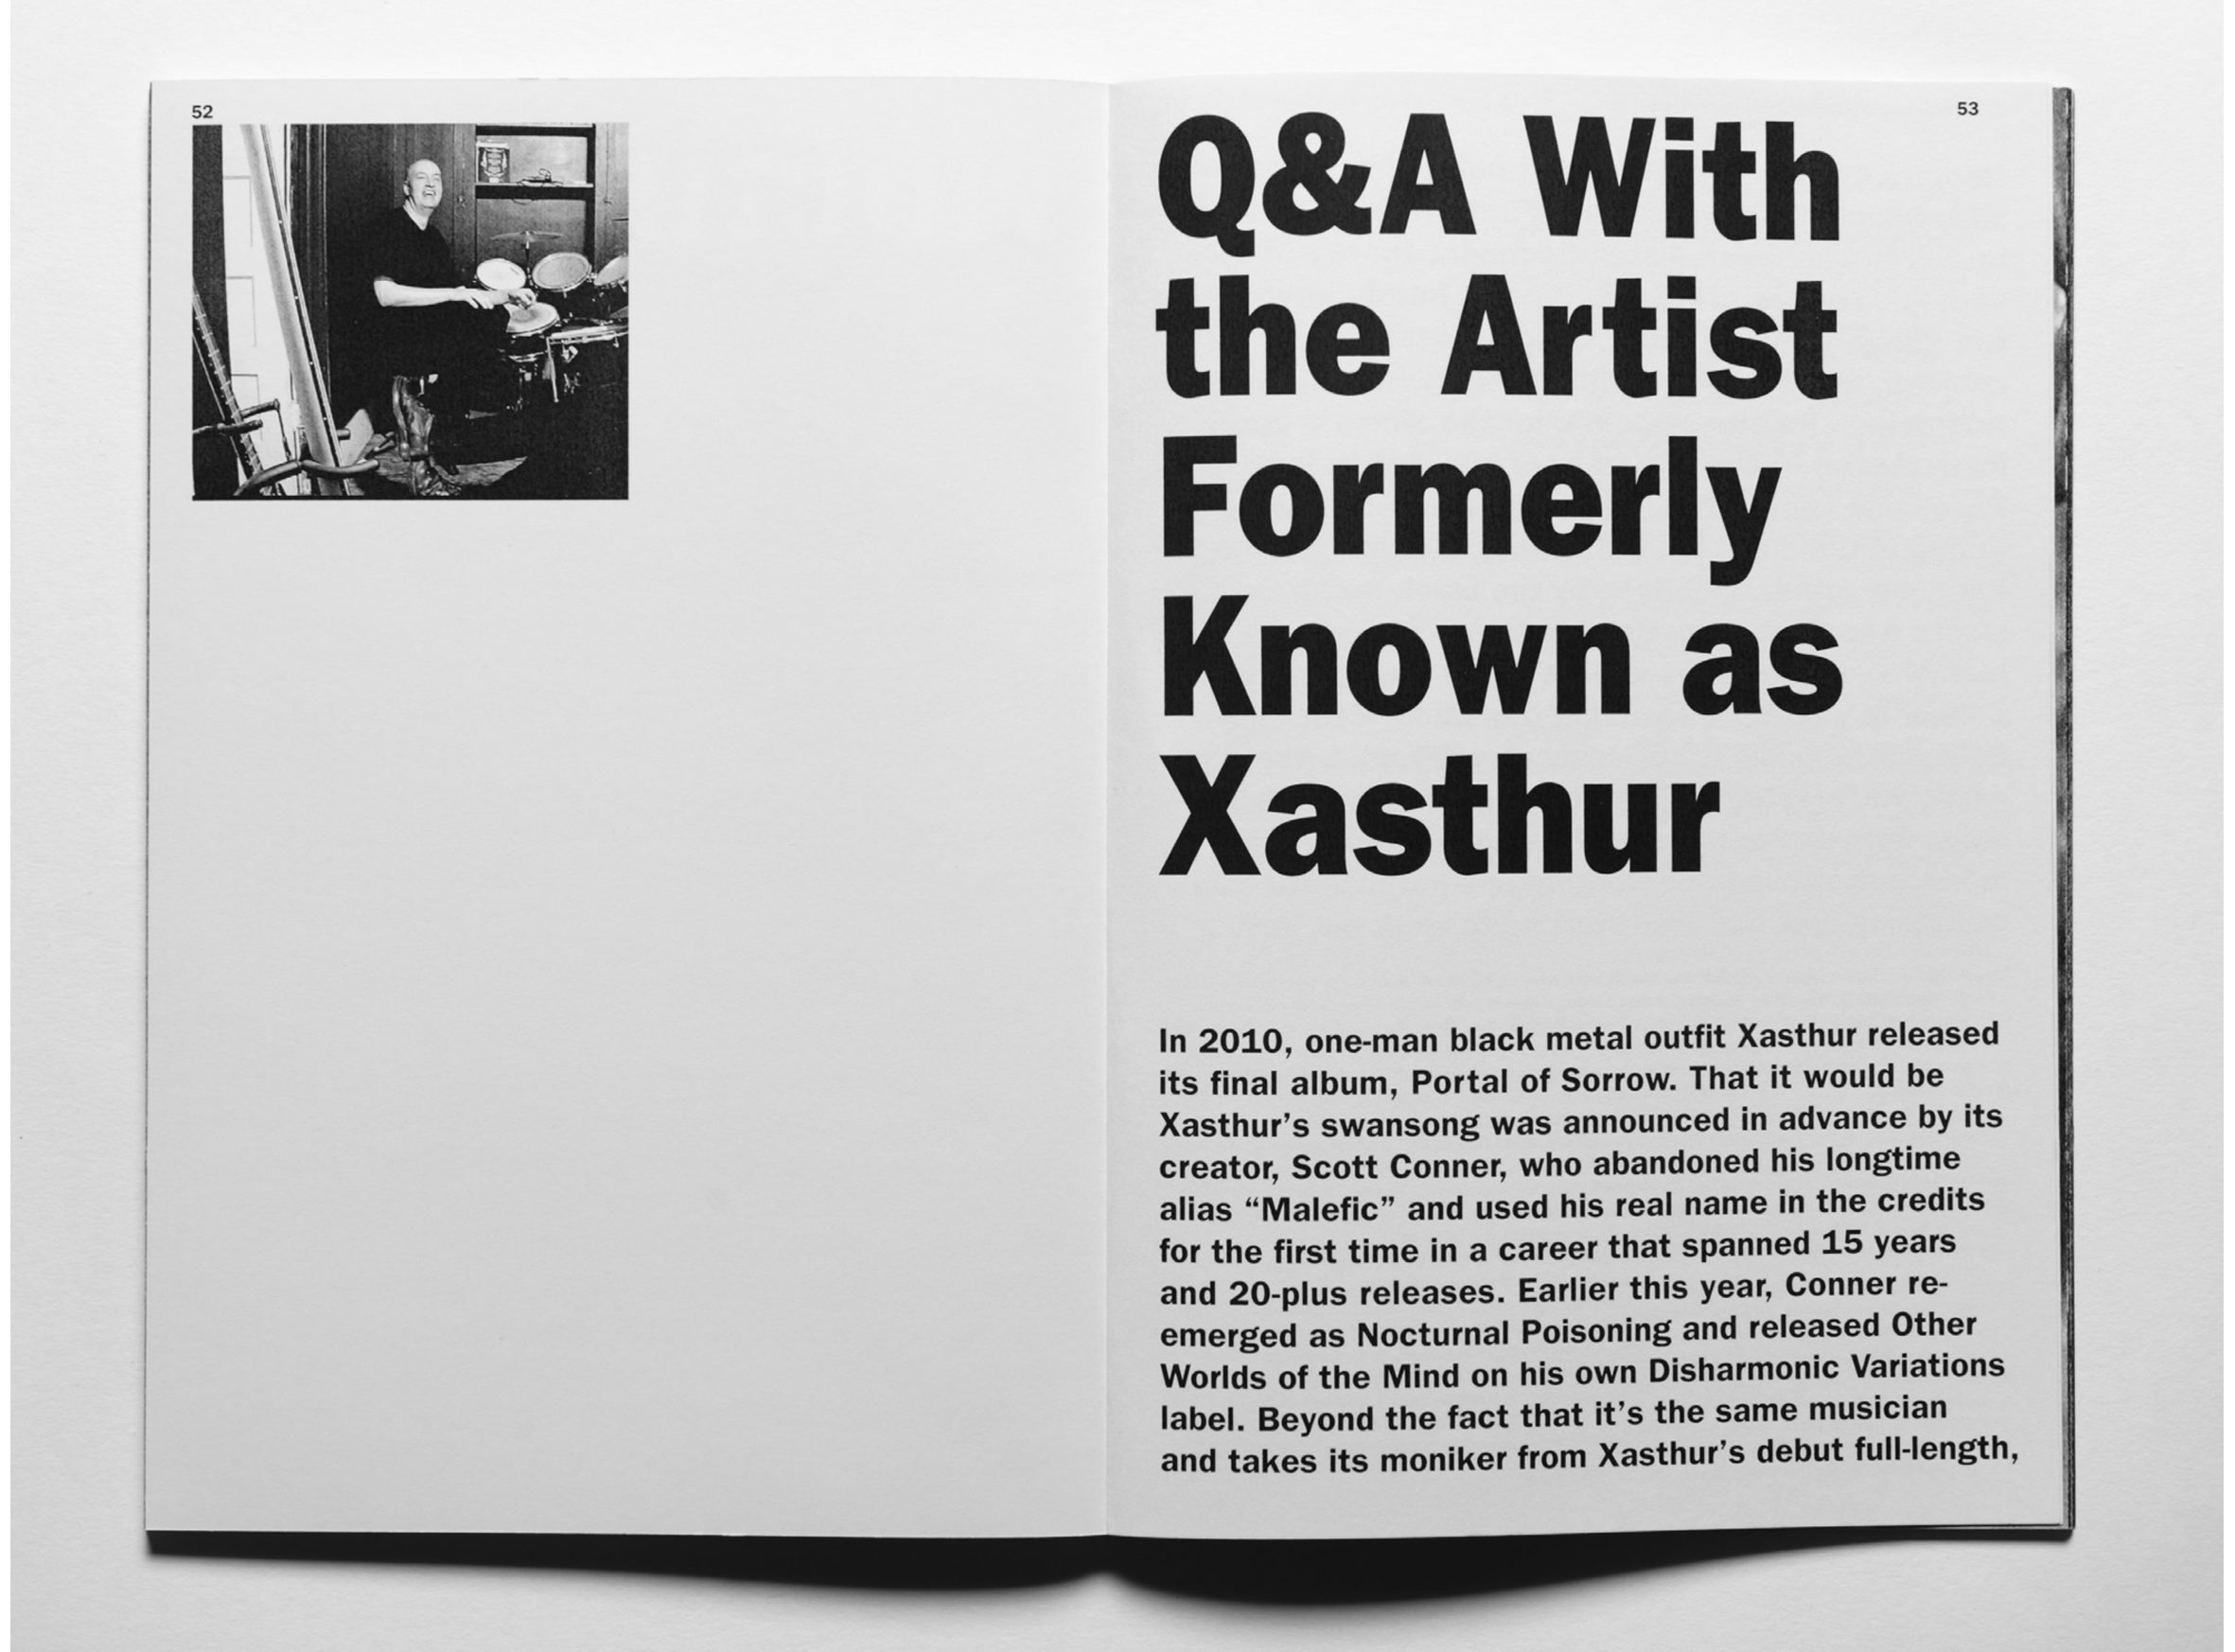 52
53
Q&A With
the Artist
Formerly
Known as
Xasthur
In 2010, one-man black metal outfit Xasthur released
its final album, Portal of Sorrow. That it would be
Xasthur’s swansong was announced in advance by its
creator, Scott Conner, who abandoned his longtime
alias “Malefic” and used his real name in the credits
for the first time in a career that spanned 15 years
and 20-plus releases. Earlier this year, Conner re-
emerged as Nocturnal Poisoning and released Other
Worlds of the Mind on his own Disharmonic Variations
label. Beyond the fact that it’s the same musician
and takes its moniker from Xasthur’s debut full-length,